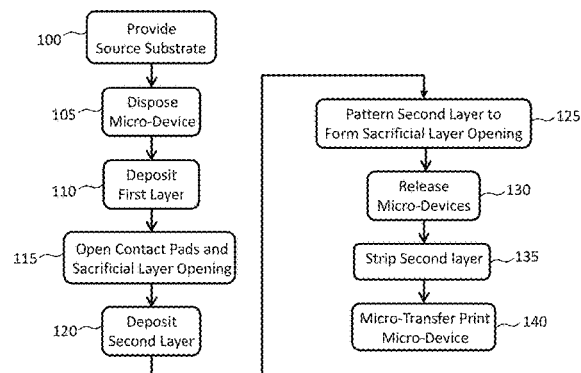 100
Provide
Source Substrate
105
Dispose
Micro-Device
110
Deposit
First Layer
115
Open Contact Pads and
Sacrificial Layer Opening
120
Deposit
Second Layer
Pattern Second Layer to
Form Sacrificial Layer Opening
125
Release
Micro-Devices
130
Strip Second layer
135
Micro-Transfer Print
Micro-Device
140